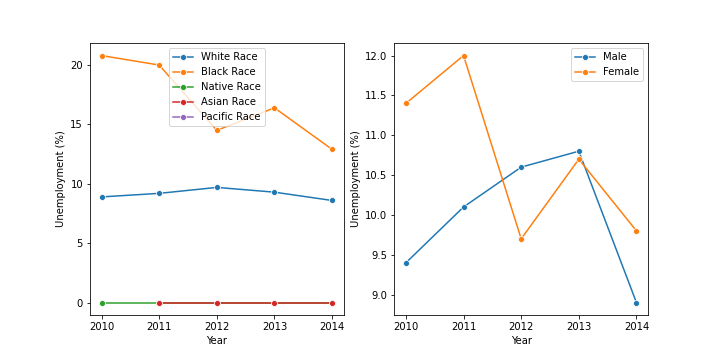 Unemployment (%)
20
15
10
5
0
2010 2011 2012 2013 2014
Year
White Race
Black Race
Native Race
Asian Race
Pacific Race
Unemployment (%)
12.0
11.5
11.0
10.5
10.0
9.5
9.0
2010 2011 2012 2013 2014
Year
Male
Female